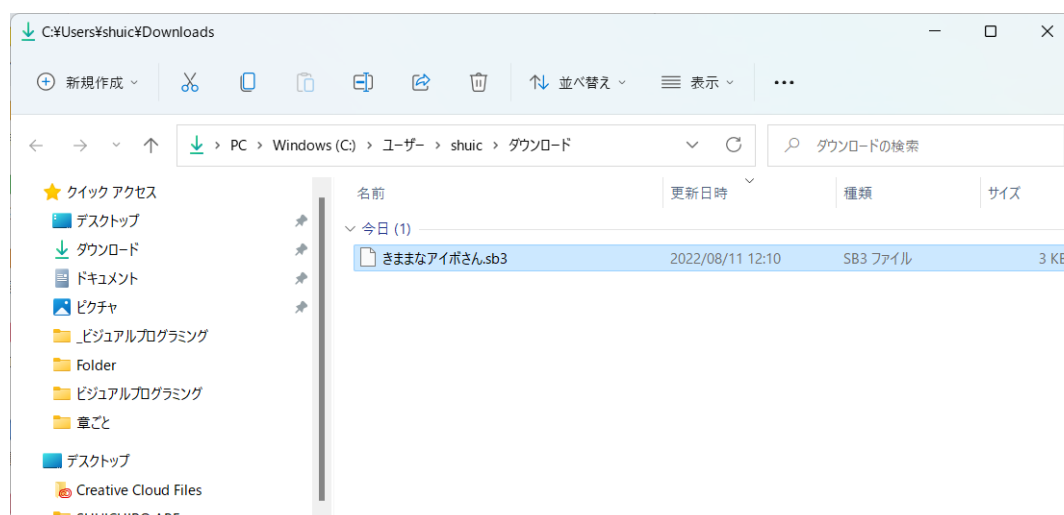 C:¥Users¥shuic¥Downloads
新規作成 並べ替え 表示
PC > Windows (C:) > ユーザー > shuic > ダウンロード ダウンロードの検索
クイック アクセス
デスクトップ
ダウンロード
ドキュメント
ピクチャ
_ビジュアルプログラミング
Folder
ビジュアルプログラミング
章ごと
デスクトップ
Creative Cloud Files
名前 更新日時 種類 サイズ
今日 (1)
きままなアイボさん.sb3 2022/08/11 12:10 SB3 ファイル 3 KB